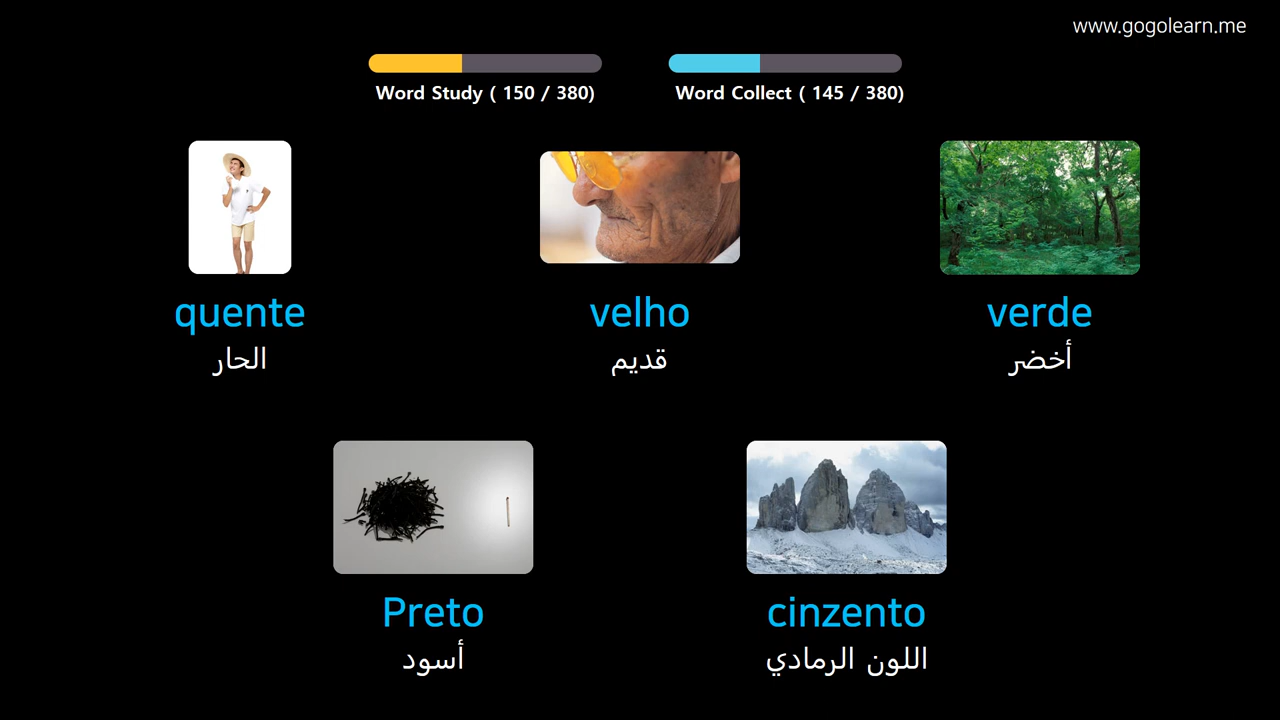 www.gogolearn.me
Word Study ( 150 / 380)
Word Collect ( 145 / 380)
quente
الحار
velho
قديم
verde
أخضر
Preto
أسود
cinzento
اللون الرمادي